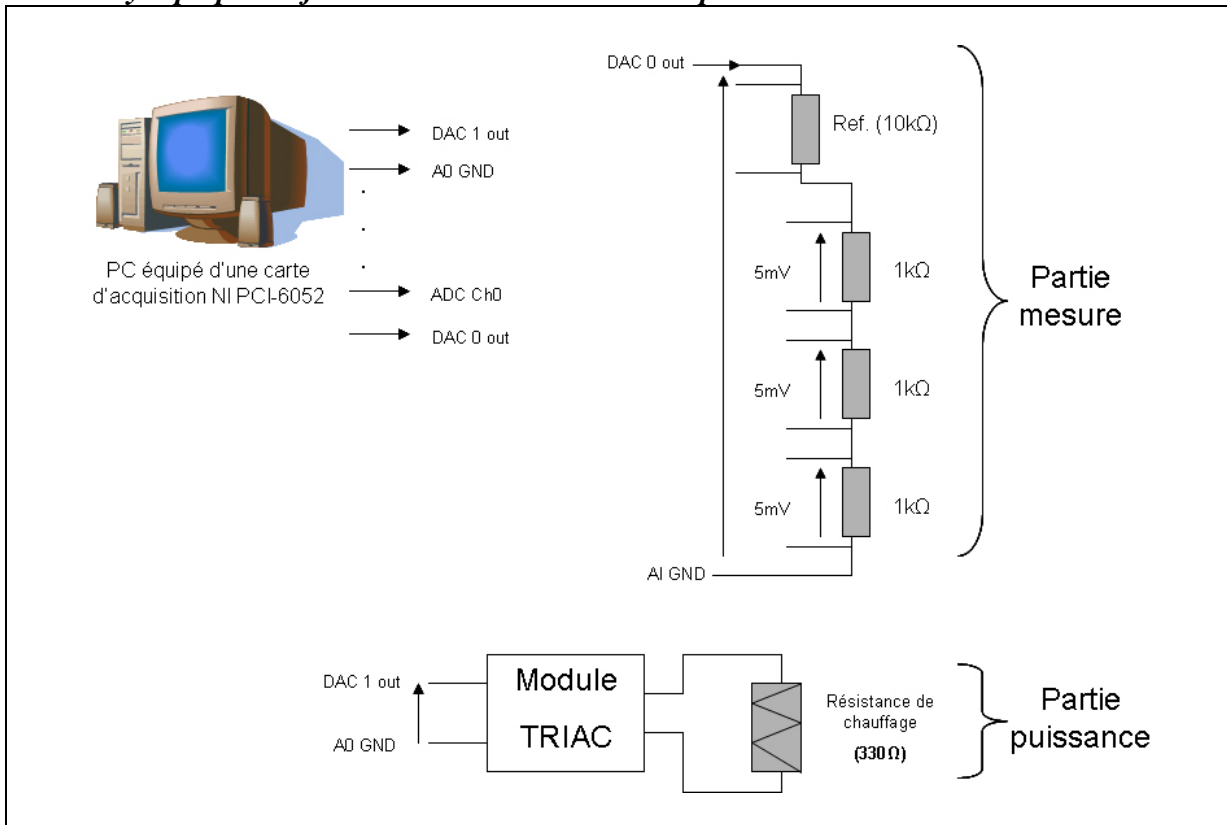 DAC 1 out
A0 GND
ADC Ch0
DAC 0 out
PC équipé d'une carte
d'acquisition NI PCI-6052
DAC 0 out
Ref. (10kΩ)
5mV
1kΩ
5mV
1kΩ
5mV
1kΩ
AI GND
Partie
mesure
DAC 1 out
A0 GND
Module
TRIAC
Résistance de
chauffage
(330 Ω)
Partie
puissance